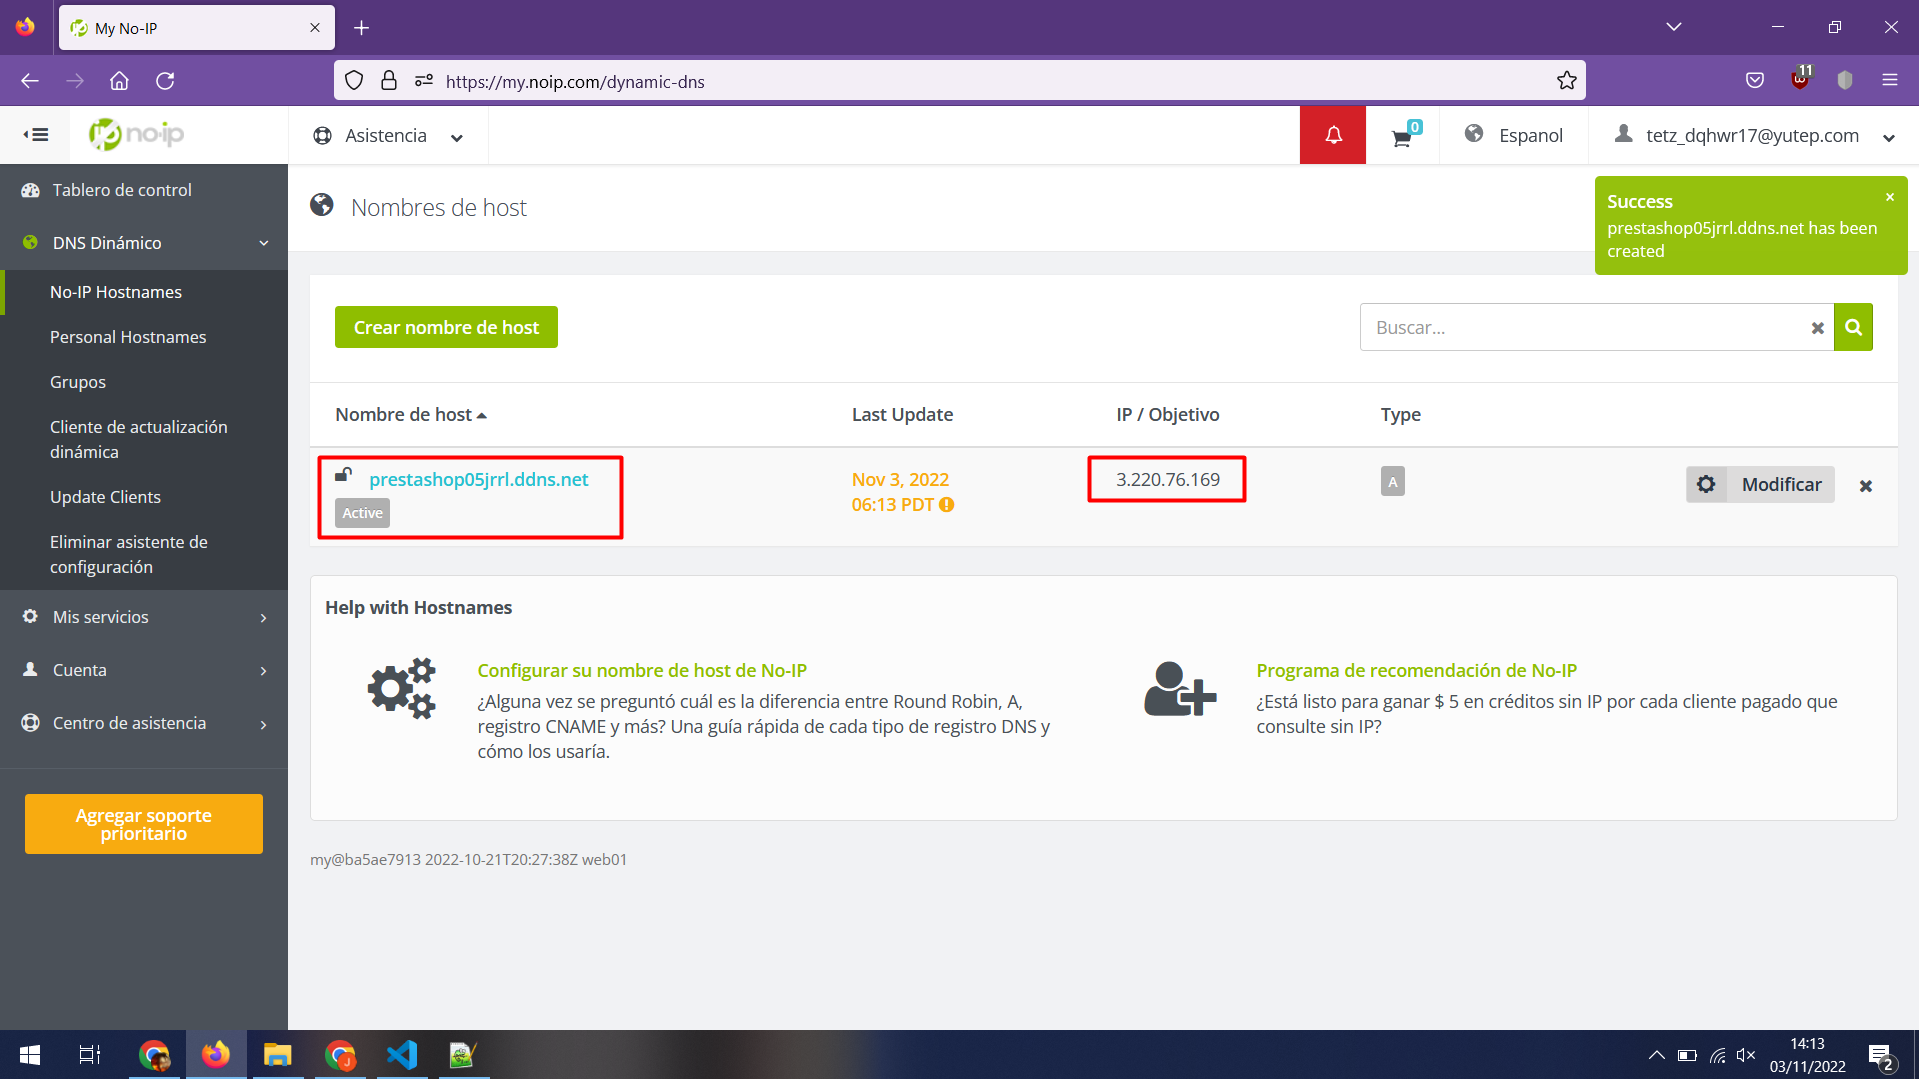 My No-IP
https://my.noip.com/dynamic-dns
11
no-ip
Asistencia
0
Espanol
tetz_dqhwr17@yutep.com
Tablero de control
DNS Dinámico
No-IP Hostnames
Personal Hostnames
Grupos
Cliente de actualización
dinámica
Update Clients
Eliminar asistente de
configuración
Mis servicios
Cuenta
Centro de asistencia
Agregar soporte
prioritario
Nombres de host
Success
prestashop05jrrl.ddns.net has been
created
Crear nombre de host
Buscar...
Nombre de host
Last Update
IP / Objetivo
Type
prestashop05jrrl.ddns.net
Active
Nov 3, 2022
06:13 PDT
3.220.76.169
A
Modificar
Help with Hostnames
Configurar su nombre de host de No-IP
¿Alguna vez se preguntó cuál es la diferencia entre Round Robin, A,
registro CNAME y más? Una guía rápida de cada tipo de registro DNS y
cómo los usaría.
Programa de recomendación de No-IP
¿Está listo para ganar $ 5 en créditos sin IP por cada cliente pagado que
consulte sin IP?
my@ba5ae7913 2022-10-21T20:27:38Z web01
14:13
03/11/2022
2